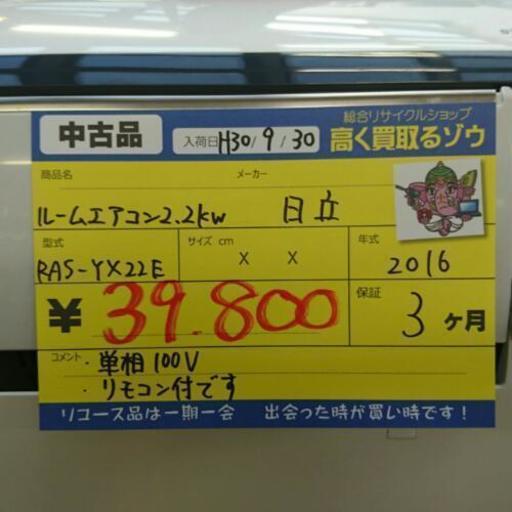 総合リサイクルショップ
中古品 入荷日 H30/9/30 高く買取るゾウ
商品名 メーカー
ルームエアコン2.2kw 日立
型式 サイズ cm 年式
RAS-YX22E × × 2016
¥39.800 保証 3ヶ月
コメント ・単相100V
・リモコン付です
リユース品は一期一会 出会った時が買い時です!